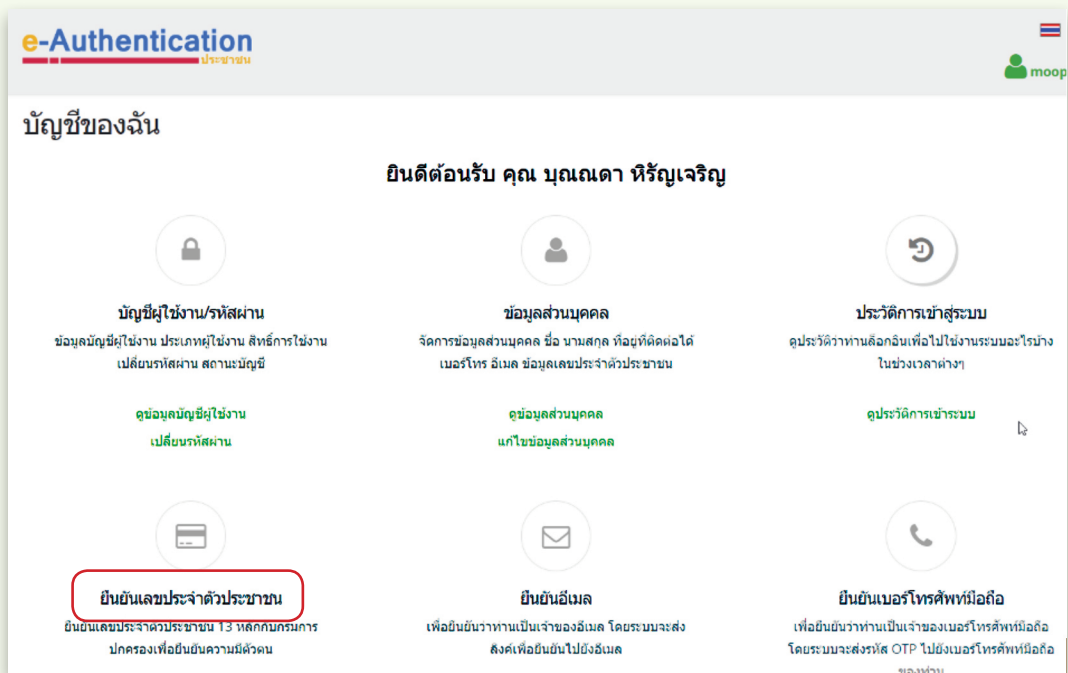 e-Authentication
ประชาชน
moop
บัญชีของฉัน
ยินดีต้อนรับ คุณ บุณณดา หิรัญเจริญ
บัญชีผู้ใช้งาน/รหัสผ่าน
ข้อมูลบัญชีผู้ใช้งาน ประเภทผู้ใช้งาน สิทธิ์การใช้งาน
เปลี่ยนรหัสผ่าน สถานะบัญชี
ดูข้อมูลบัญชีผู้ใช้งาน
เปลี่ยนรหัสผ่าน
ข้อมูลส่วนบุคคล
จัดการข้อมูลส่วนบุคคล ชื่อ นามสกุล ที่อยู่ที่ติดต่อได้
เบอร์โทร อีเมล ข้อมูลเลขประจำตัวประชาชน
ดูข้อมูลส่วนบุคคล
แก้ไขข้อมูลส่วนบุคคล
ประวัติการเข้าสู่ระบบ
ดูประวัติว่าท่านล็อกอินเพื่อไปใช้งานระบบอะไรบ้าง
ในช่วงเวลาต่างๆ
ดูประวัติการเข้าระบบ
ยืนยันเลขประจำตัวประชาชน
ยืนยันเลขประจำตัวประชาชน 13 หลักกับกรมการ
ปกครองเพื่อยืนยันความมีตัวตน
ยืนยันอีเมล
เพื่อยืนยันว่าท่านเป็นเจ้าของอีเมล โดยระบบจะส่ง
ลิงค์เพื่อยืนยันไปยังอีเมล
ยืนยันเบอร์โทรศัพท์มือถือ
เพื่อยืนยันว่าท่านเป็นเจ้าของเบอร์โทรศัพท์มือถือ
โดยระบบจะส่งรหัส OTP ไปยังเบอร์โทรศัพท์มือถือ
ของท่าน